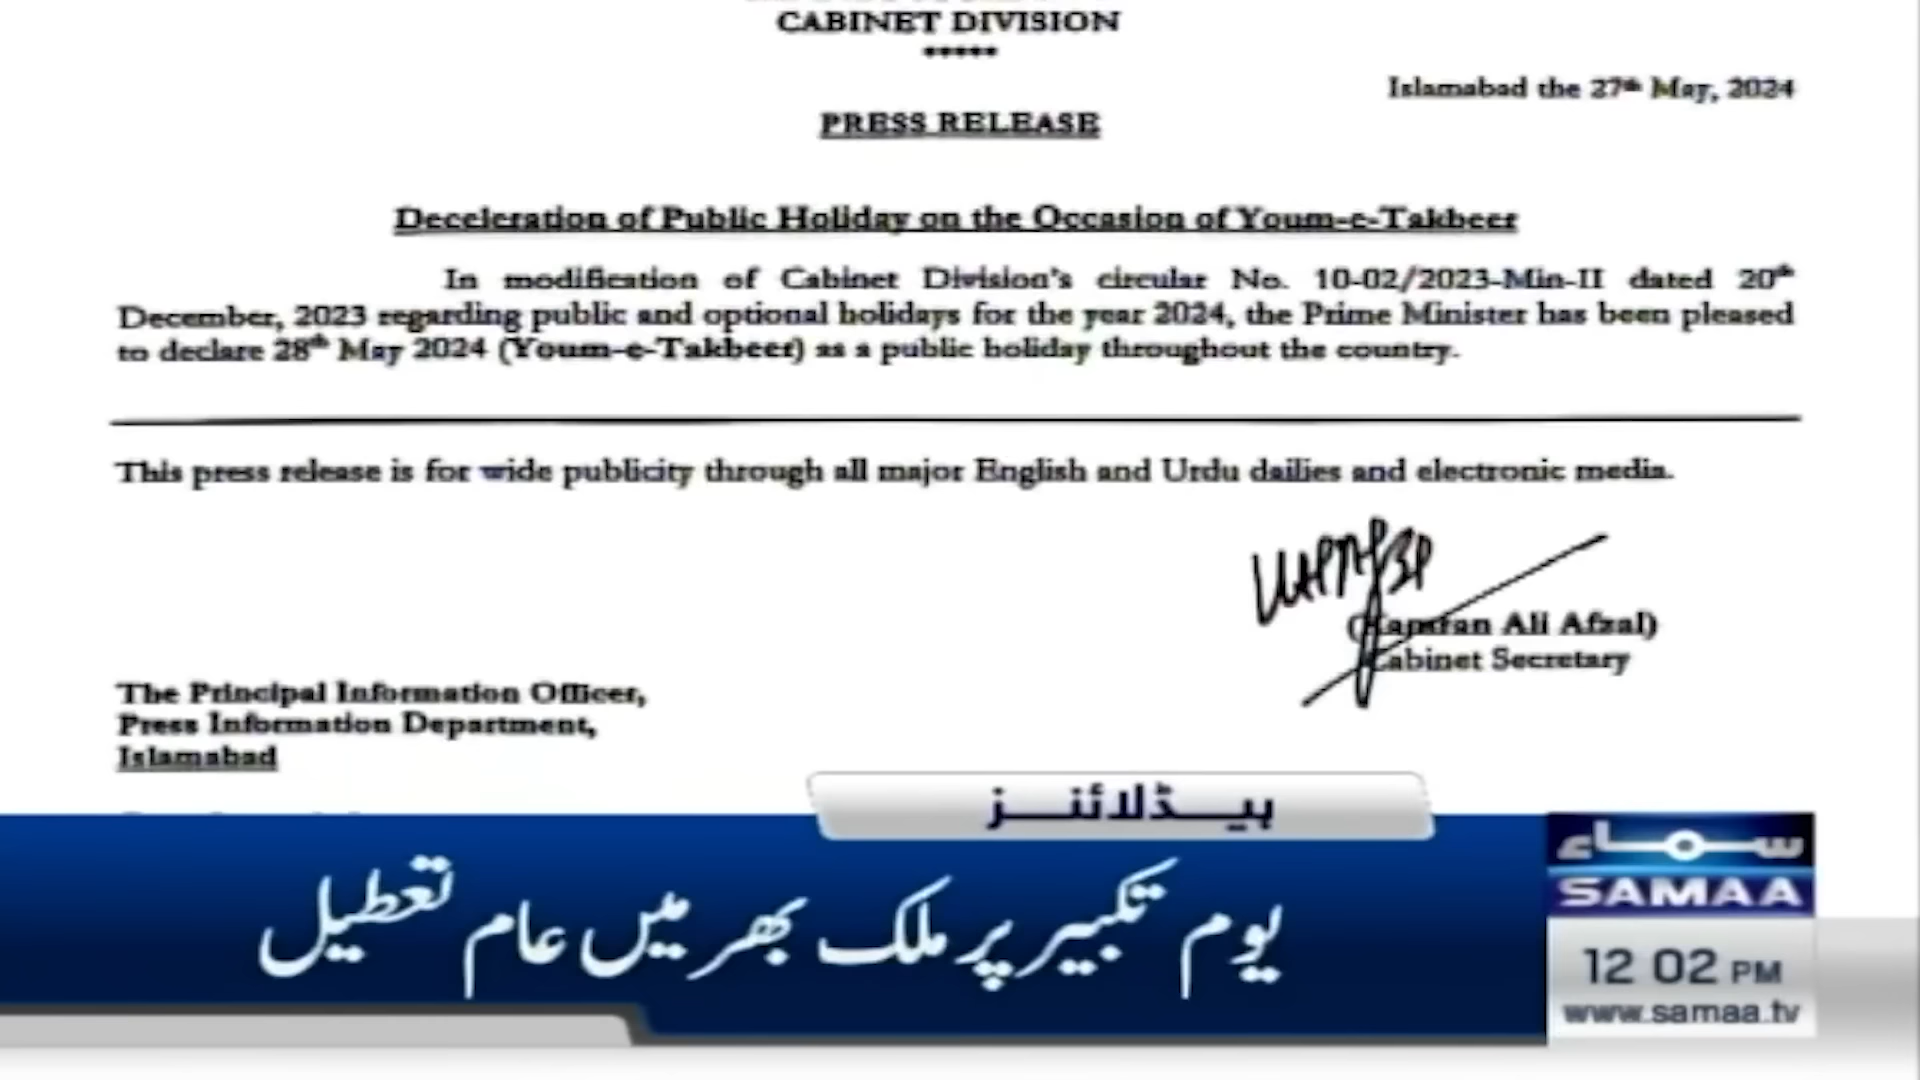 CABINET DIVISION
*****
Islamabad the 27th May, 2024
PRESS RELEASE
Deceleration of Public Holiday on the Occasion of Youm-e-Takbeer
In modification of Cabinet Division's circular No. 10-02/2023-Min-II dated 20th
December, 2023 regarding public and optional holidays for the year 2024, the Prime Minister has been pleased
to declare 28th May 2024 (Youm-e-Takbeer) as a public holiday throughout the country.
This press release is for wide publicity through all major English and Urdu dailies and electronic media.
(Kamran Ali Afzal)
Cabinet Secretary
The Principal Information Officer,
Press Information Department,
Islamabad
ہیڈلائنز
یوم تکبیر پر ملک بھر میں عام تعطیل
سماء
SAMAA
12 02 PM
www.samaa.tv